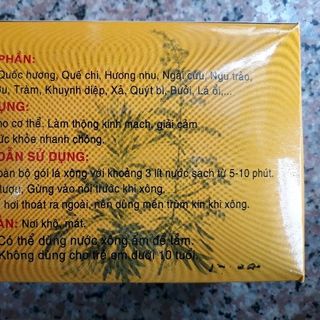 PHẦN:
Quốc hương, Quế chi, Hương nhu, Ngải cứu, Ngũ trảo,
Tràm, Khuynh diệp, Xả, Quýt bì, Bưởi, Lá ổi,...
DỤNG:
cho cơ thể. Làm thông kinh mạch, giải cảm
sức khỏe nhanh chóng.
DẪN SỬ DỤNG:
toàn bộ gói lá xông với khoảng 3 lít nước sạch từ 5-10 phút.
rượu, Gừng vào nồi trước khi xông.
hơi thoát ra ngoài, nên dùng mền trùm kín khi xông.
Nơi khô, mát.
Có thể dùng nước xông ấm để tắm.
Không dùng cho trẻ em dưới 10 tuổi.